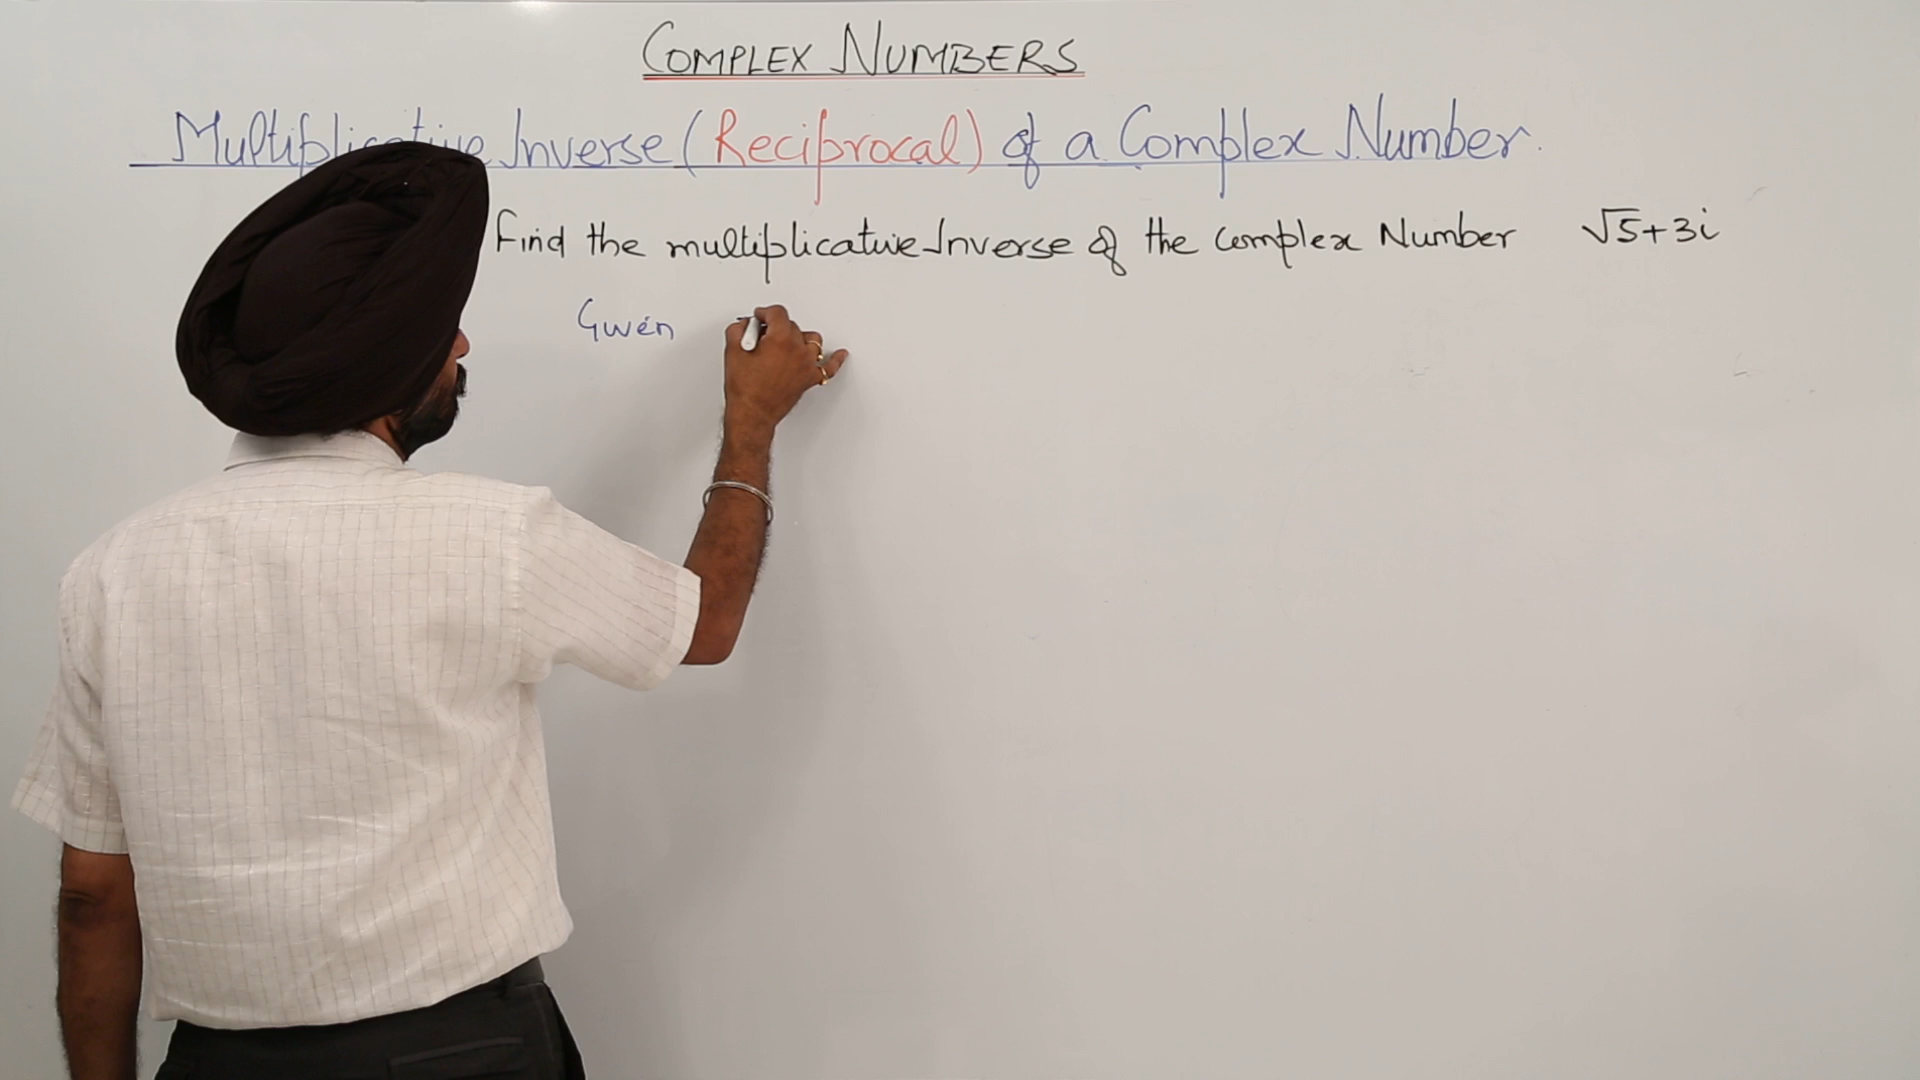 COMPLEX NUMBERS
Multiplicative Inverse (Reciprocal) of a Complex Number.
Find the multiplicative Inverse of the complex Number √5+3i
Given